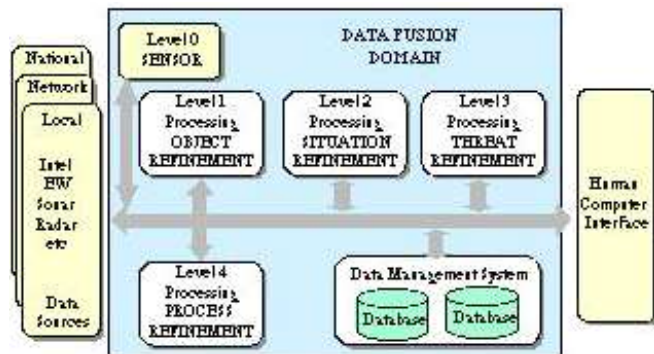 National
Network
Local
Intel
EW
Sonar
Radar
etc
Data
Sources
Level 0
SENSOR
DATA FUSION
DOMAIN
Level 1
Processing
OBJECT
REFINEMENT
Level 2
Processing
SITUATION
REFINEMENT
Level 3
Processing
THREAT
REFINEMENT
Human
Computer
Interface
Level 4
Processing
PROCESS
REFINEMENT
Data Management System
Database
Database